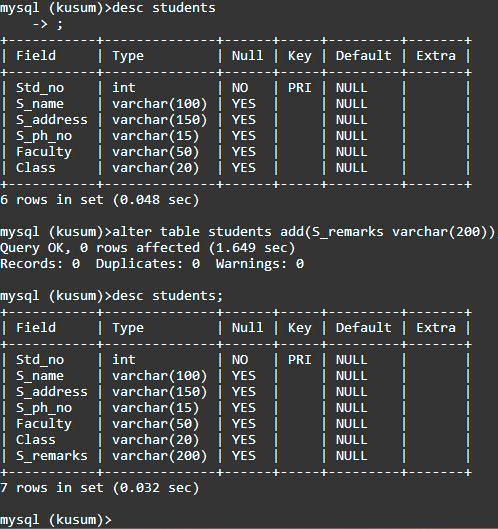 mysql (kusum)>desc students
    -> ;
+-----------+--------------+------+-----+---------+-------+
| Field     | Type         | Null | Key | Default | Extra |
+-----------+--------------+------+-----+---------+-------+
| Std_no    | int          | NO   | PRI | NULL    |       |
| S_name    | varchar(100) | YES  |     | NULL    |       |
| S_address | varchar(150) | YES  |     | NULL    |       |
| S_ph_no   | varchar(15)  | YES  |     | NULL    |       |
| Faculty   | varchar(50)  | YES  |     | NULL    |       |
| Class     | varchar(20)  | YES  |     | NULL    |       |
+-----------+--------------+------+-----+---------+-------+
6 rows in set (0.048 sec)
mysql (kusum)>alter table students add(S_remarks varchar(200))
Query OK, 0 rows affected (1.649 sec)
Records: 0  Duplicates: 0  Warnings: 0
mysql (kusum)>desc students;
+-----------+--------------+------+-----+---------+-------+
| Field     | Type         | Null | Key | Default | Extra |
+-----------+--------------+------+-----+---------+-------+
| Std_no    | int          | NO   | PRI | NULL    |       |
| S_name    | varchar(100) | YES  |     | NULL    |       |
| S_address | varchar(150) | YES  |     | NULL    |       |
| S_ph_no   | varchar(15)  | YES  |     | NULL    |       |
| Faculty   | varchar(50)  | YES  |     | NULL    |       |
| Class     | varchar(20)  | YES  |     | NULL    |       |
| S_remarks | varchar(200) | YES  |     | NULL    |       |
+-----------+--------------+------+-----+---------+-------+
7 rows in set (0.032 sec)
mysql (kusum)>